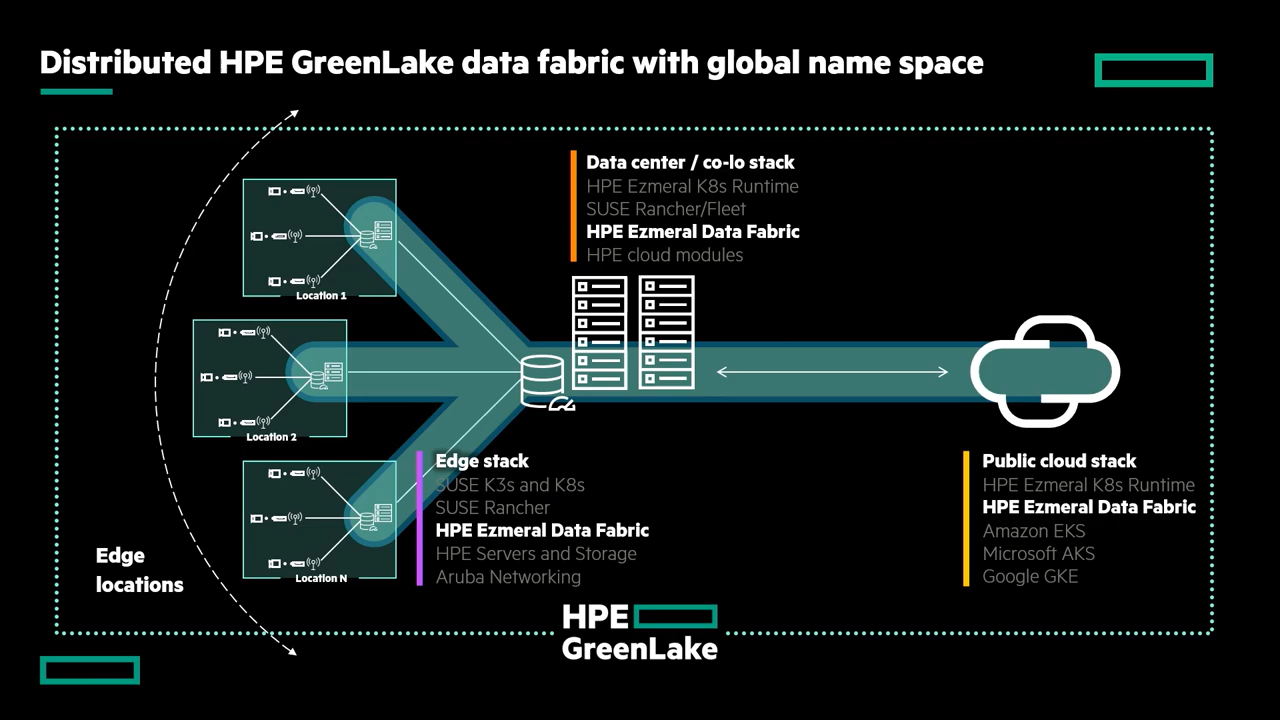 Distributed HPE GreenLake data fabric with global name space
Data center / co-lo stack
HPE Ezmeral K8s Runtime
SUSE Rancher/Fleet
HPE Ezmeral Data Fabric
HPE cloud modules
Location 1
Location 2
Location N
Edge locations
Edge stack
SUSE K3s and K8s
SUSE Rancher
HPE Ezmeral Data Fabric
HPE Servers and Storage
Aruba Networking
Public cloud stack
HPE Ezmeral K8s Runtime
HPE Ezmeral Data Fabric
Amazon EKS
Microsoft AKS
Google GKE
HPE
GreenLake